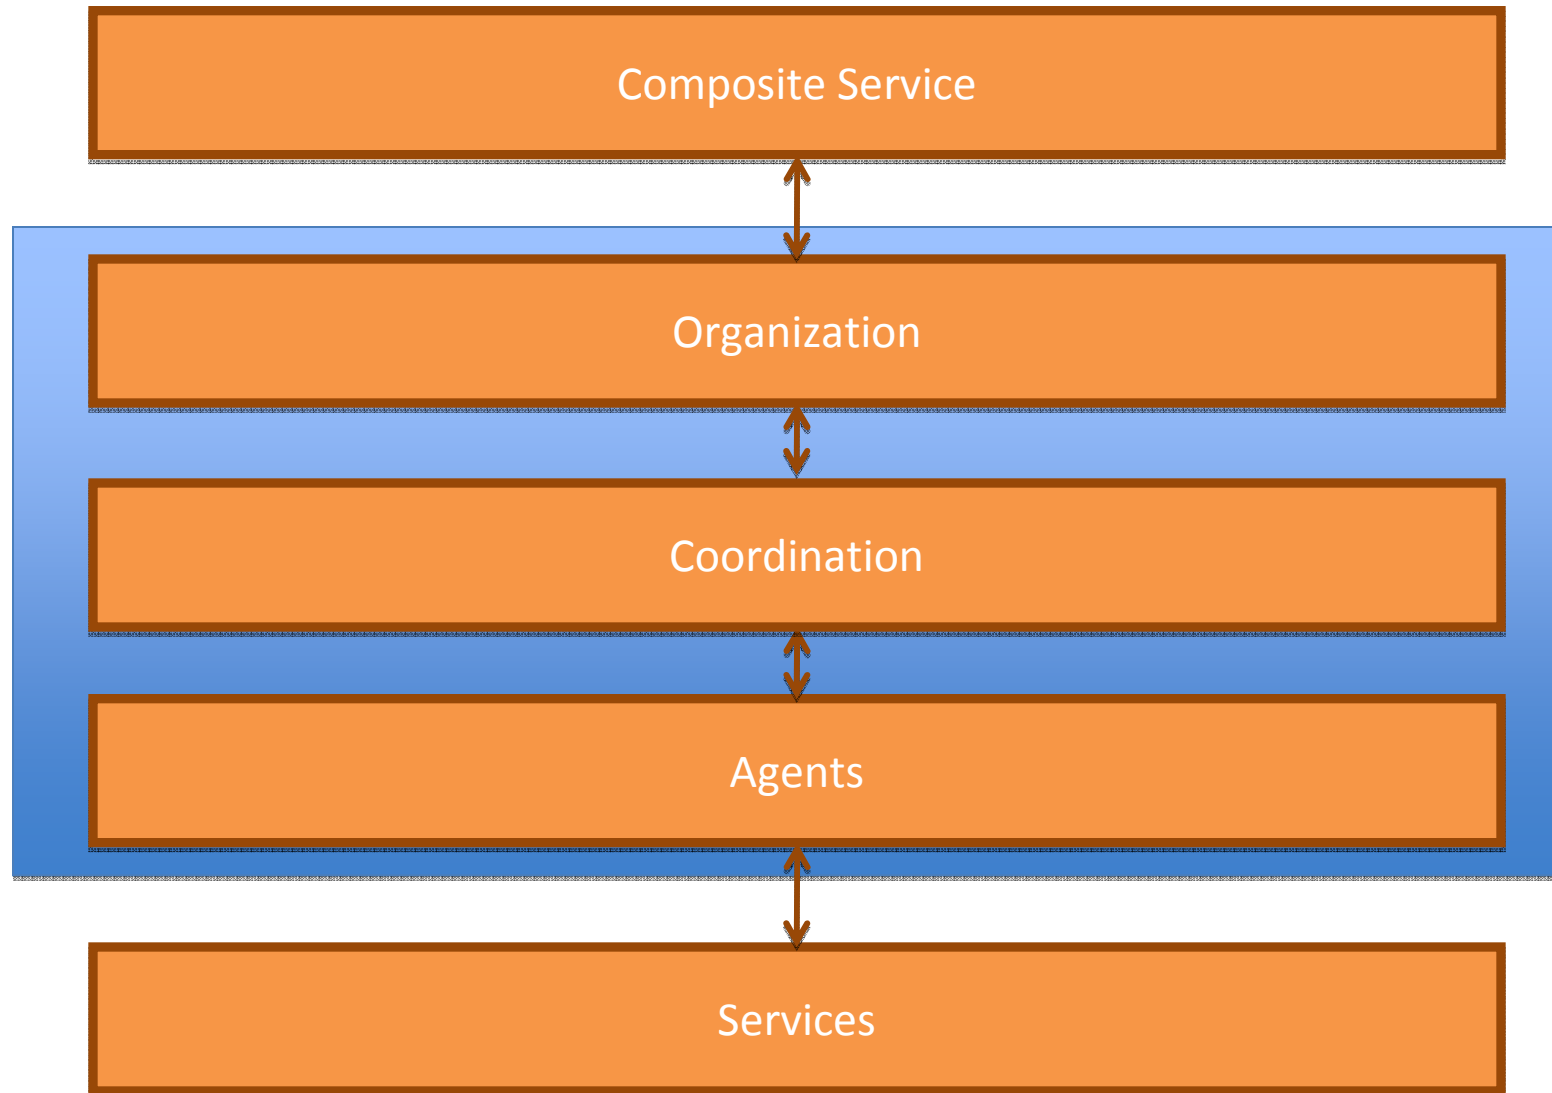 Composite Service
Organization
Coordination
Agents
Services